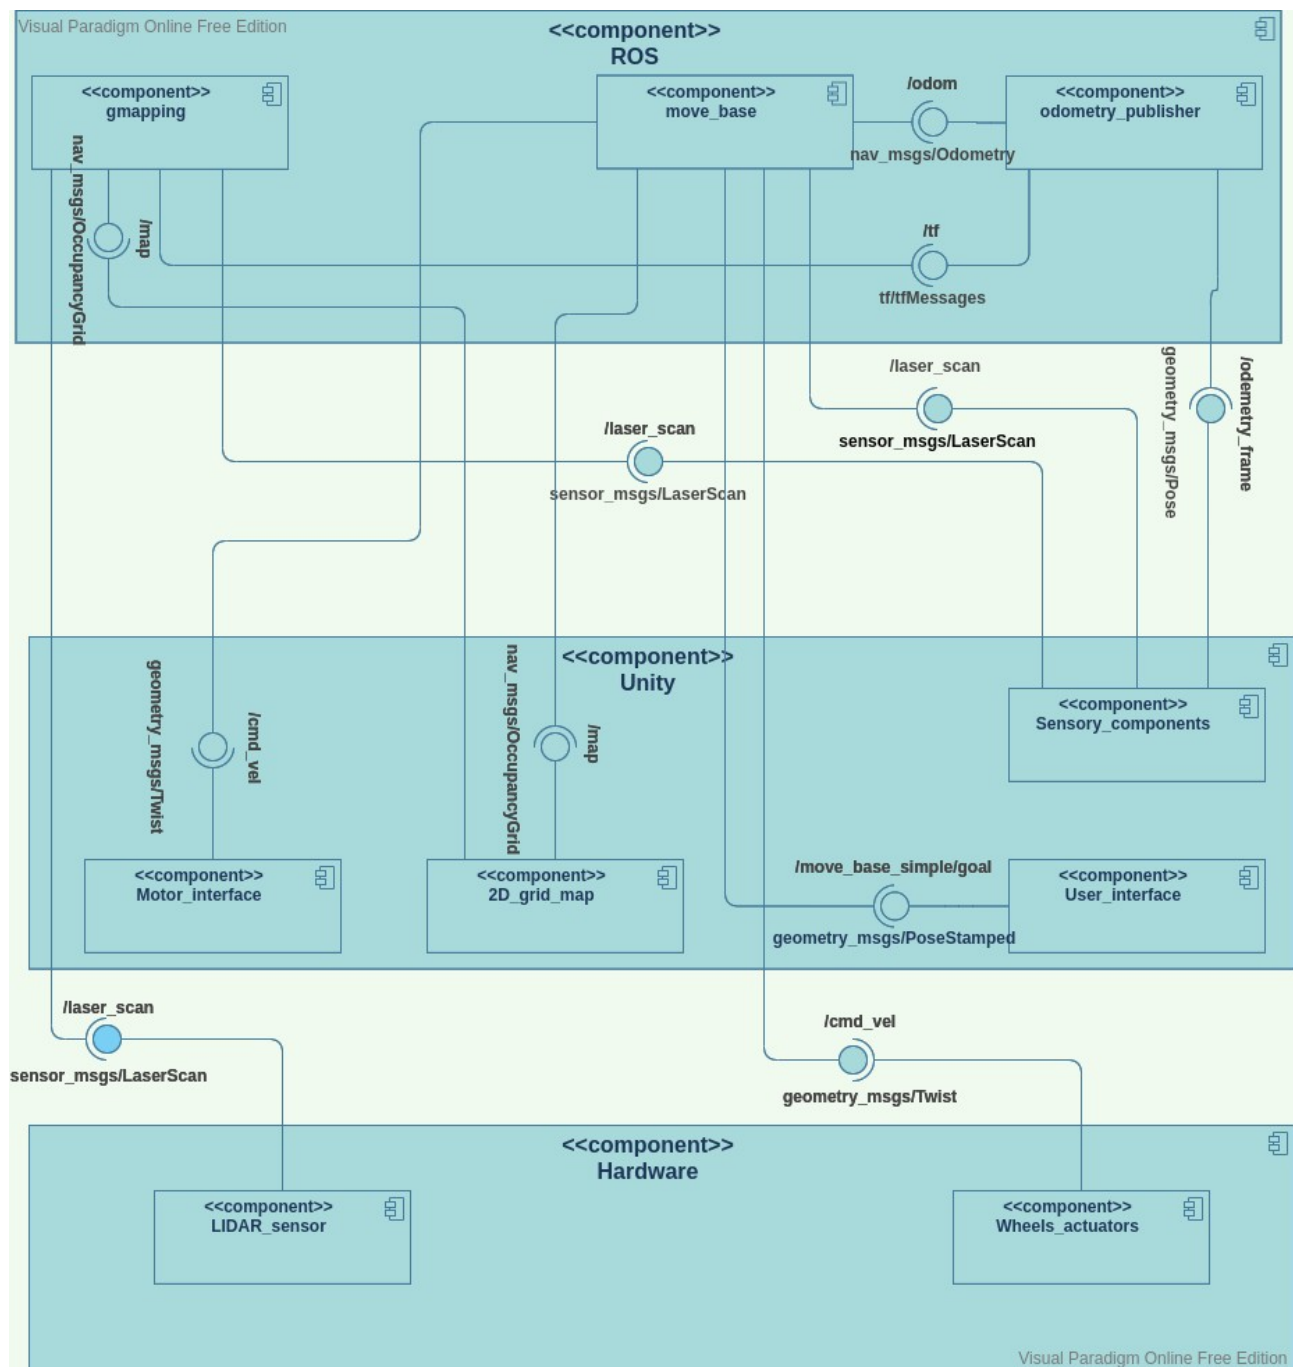 Visual Paradigm Online Free Edition
<<component>>
ROS
<<component>>
gmapping
<<component>>
move_base
<<component>>
odometry_publisher
/odom
nav_msgs/Odometry
nav_msgs/OccupancyGrid
/map
/tf
tf/tfMessages
/laser_scan
sensor_msgs/LaserScan
/laser_scan
sensor_msgs/LaserScan
geometry_msgs/Pose
/odemetry_frame
<<component>>
Unity
geometry_msgs/Twist
/cmd_vel
nav_msgs/OccupancyGrid
/map
<<component>>
Sensory_components
<<component>>
Motor_interface
<<component>>
2D_grid_map
/move_base_simple/goal
geometry_msgs/PoseStamped
<<component>>
User_interface
/laser_scan
sensor_msgs/LaserScan
/cmd_vel
geometry_msgs/Twist
<<component>>
Hardware
<<component>>
LIDAR_sensor
<<component>>
Wheels_actuators
Visual Paradigm Online Free Edition